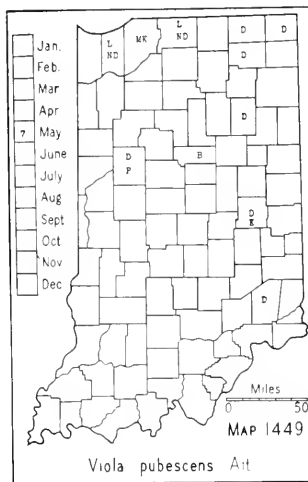 Jan.
Feb.
Mar
Apr
7 May
June
July
Aug
Sept
Oct
Nov
Dec
L
ND
MK
L
ND
D
D
D
D
D
P
B
D
E
D
Miles
0 50
MAP 1449
Viola pubescens Ait